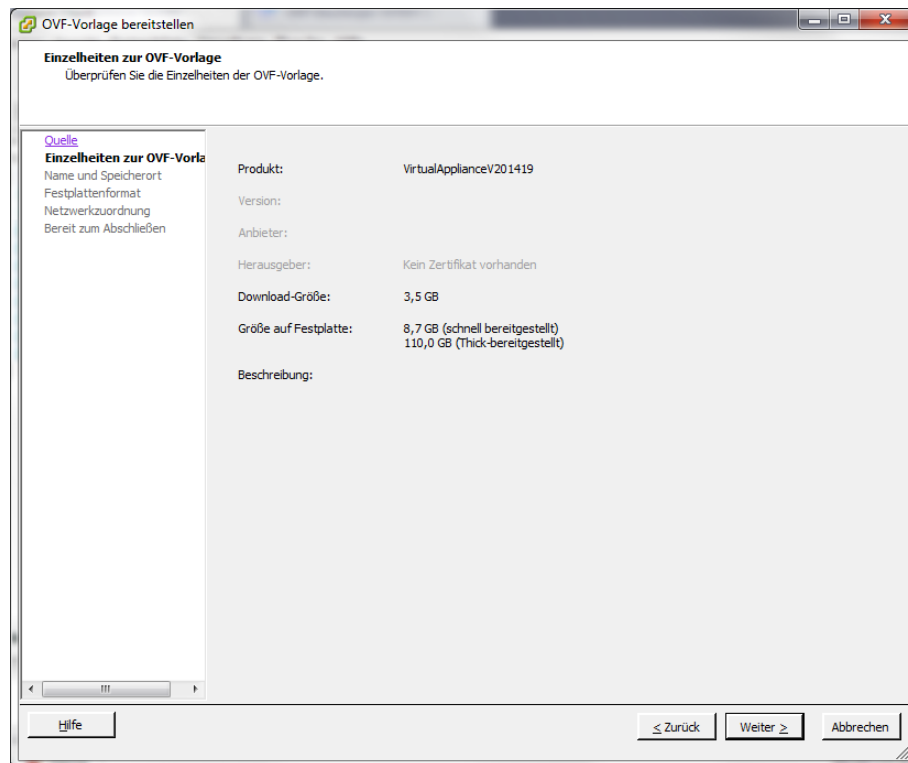 OVF-Vorlage bereitstellen
Einzelheiten zur OVF-Vorlage
Überprüfen Sie die Einzelheiten der OVF-Vorlage.
Quelle
Einzelheiten zur OVF-Vorla
Name und Speicherort
Festplattenformat
Netzwerkzuordnung
Bereit zum Abschließen
Produkt: VirtualApplianceV201419
Version:
Anbieter:
Herausgeber: Kein Zertifikat vorhanden
Download-Größe: 3,5 GB
Größe auf Festplatte: 8,7 GB (schnell bereitgestellt)
110,0 GB (Thick-bereitgestellt)
Beschreibung:
Hilfe
< Zurück Weiter > Abbrechen